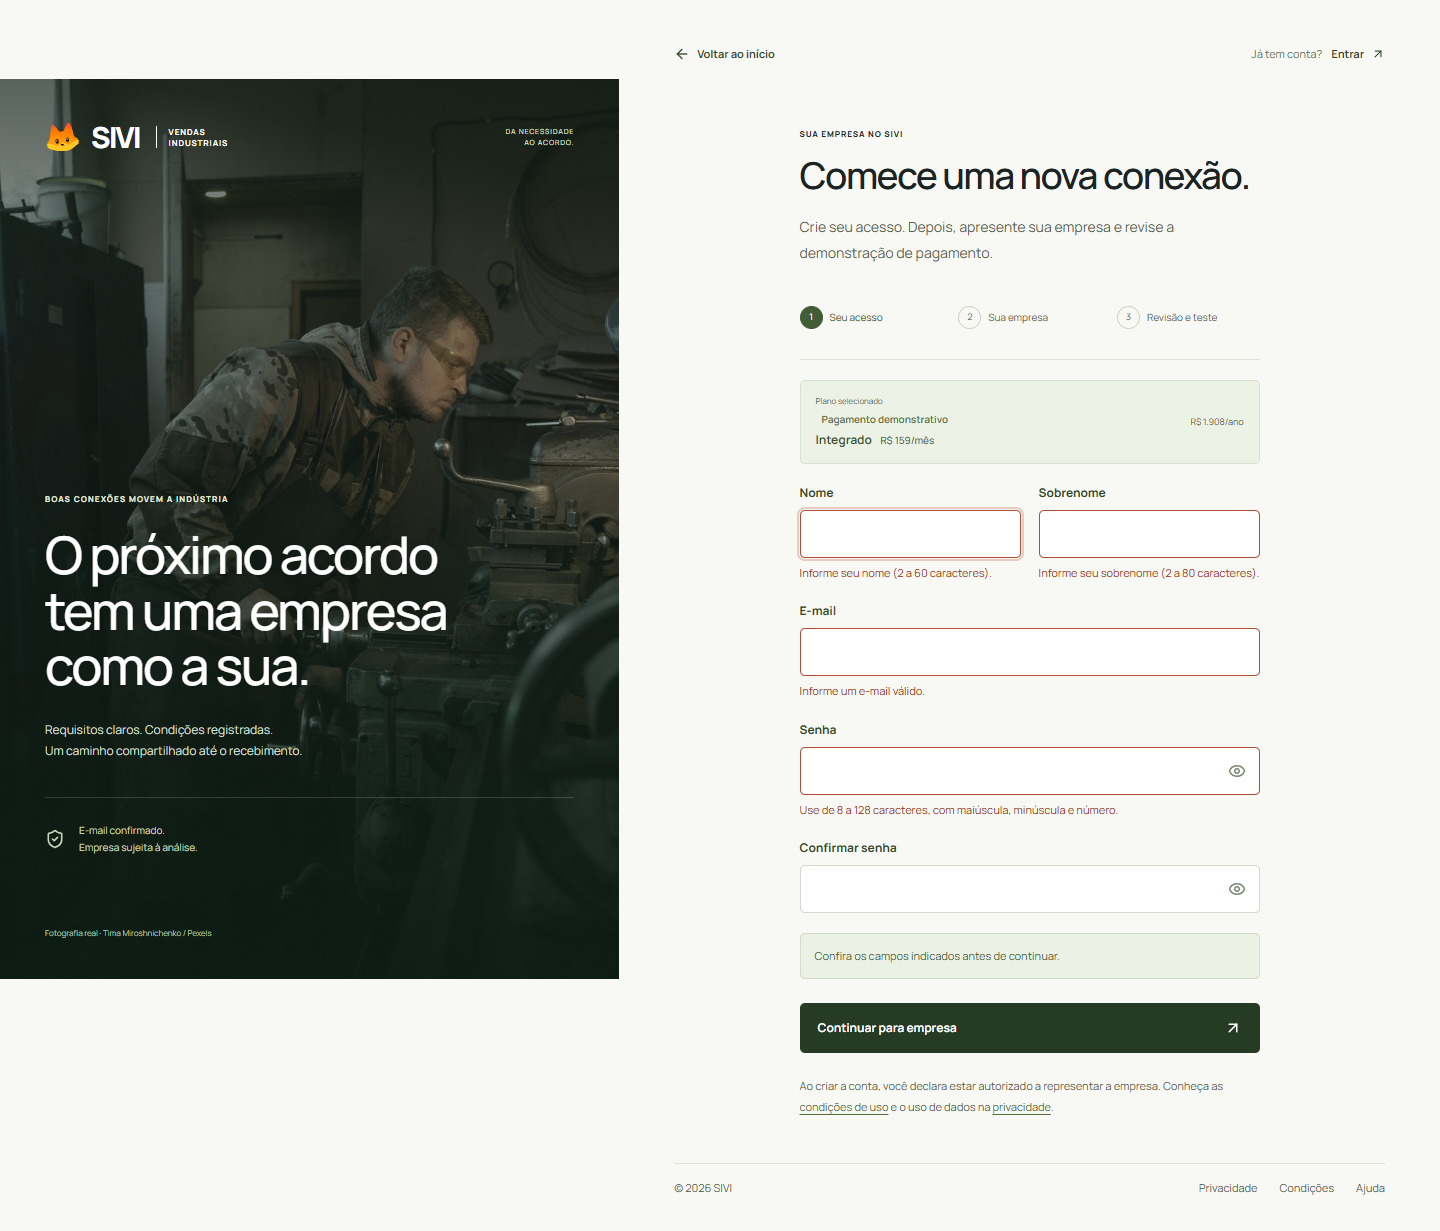 Voltar ao início
Já tem conta? Entrar
SIVI
VENDAS
INDUSTRIAIS
DA NECESSIDADE
AO ACORDO.
BOAS CONEXÕES MOVEM A INDÚSTRIA
O próximo acordo
tem uma empresa
como a sua.
Requisitos claros. Condições registradas.
Um caminho compartilhado até o recebimento.
E-mail confirmado.
Empresa sujeita à análise.
Fotografia real · Tima Miroshnichenko / Pexels
SUA EMPRESA NO SIVI
Comece uma nova conexão.
Crie seu acesso. Depois, apresente sua empresa e revise a
demonstração de pagamento.
1 Seu acesso
2 Sua empresa
3 Revisão e teste
Plano selecionado
Pagamento demonstrativo
Integrado R$ 159/mês
R$ 1.908/ano
Nome
Sobrenome
Informe seu nome (2 a 60 caracteres).
Informe seu sobrenome (2 a 80 caracteres).
E-mail
Informe um e-mail válido.
Senha
Use de 8 a 128 caracteres, com maiúscula, minúscula e número.
Confirmar senha
Confira os campos indicados antes de continuar.
Continuar para empresa
Ao criar a conta, você declara estar autorizado a representar a empresa. Conheça as
condições de uso e o uso de dados na privacidade.
© 2026 SIVI
Privacidade
Condições
Ajuda